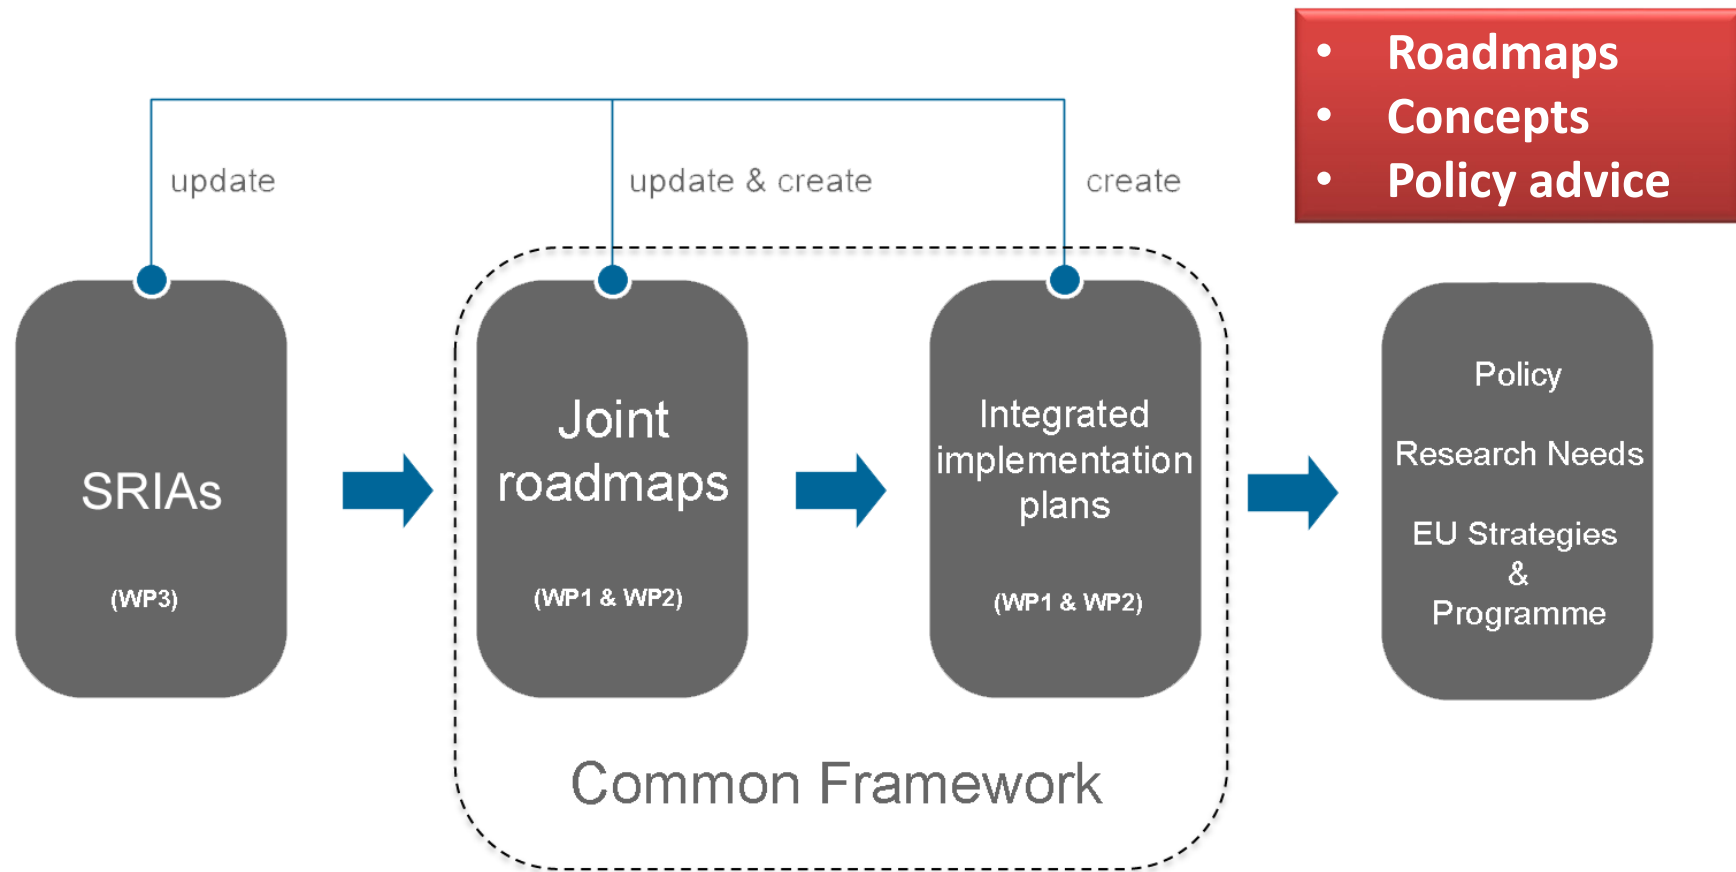 • Roadmaps
• Concepts
• Policy advice
update
update & create
create
SRIAs
(WP3)
Joint
roadmaps
(WP1 & WP2)
Integrated
implementation
plans
(WP1 & WP2)
Policy
Research Needs
EU Strategies
&
Programme
Common Framework